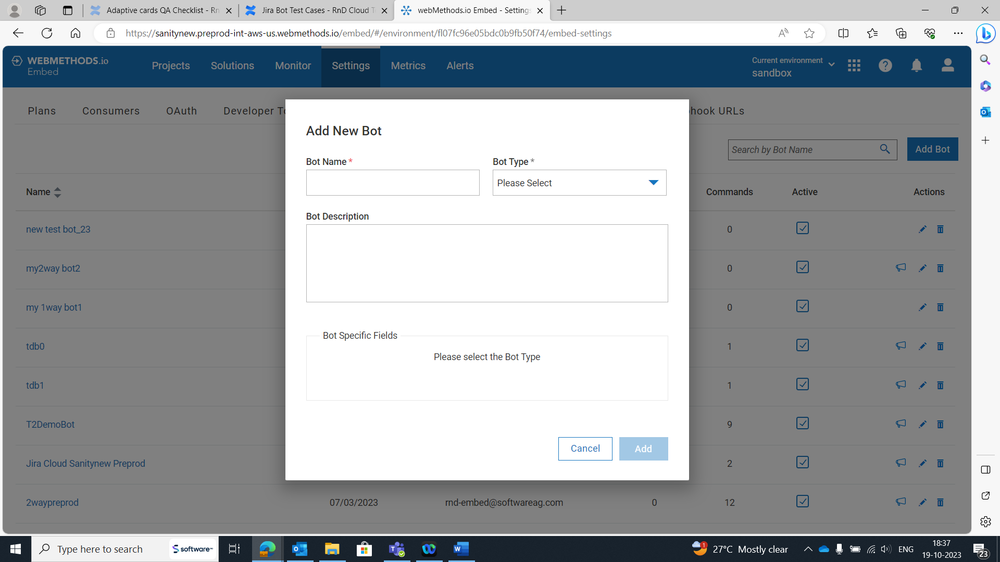 Adaptive cards QA Checklist - Rn
Jira Bot Test Cases - RnD Cloud T
webMethods.io Embed - Settings
https://sanitynew.preprod-int-aws-us.webmethods.io/embed/#/environment/fl07fc96e05bdc0b9fb50f74/embed-settings
WEBMETHODS.io
Embed
Projects
Solutions
Monitor
Settings
Metrics
Alerts
Current environment
sandbox
Plans
Consumers
OAuth
Developer To
hook URLs
Search by Bot Name
Add Bot
Name
Commands
Active
Actions
new test bot_23
0
my2way bot2
0
my 1way bot1
0
tdb0
1
tdb1
1
T2DemoBot
9
Jira Cloud Sanitynew Preprod
2
2waypreprod
07/03/2023
rnd-embed@softwareag.com
0
12
Add New Bot
Bot Name *
Bot Type *
Please Select
Bot Description
Bot Specific Fields
Please select the Bot Type
Cancel
Add
Type here to search
software
1
27°C Mostly clear
ENG
18:37
19-10-2023
23